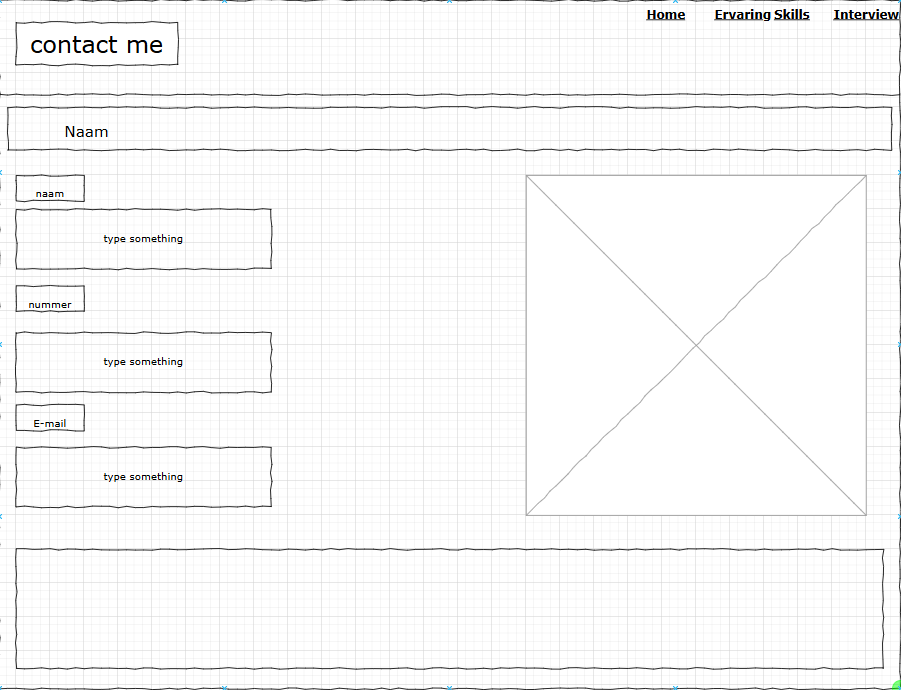 Home Ervaring Skills Interview
contact me
Naam
naam
type something
nummer
type something
E-mail
type something